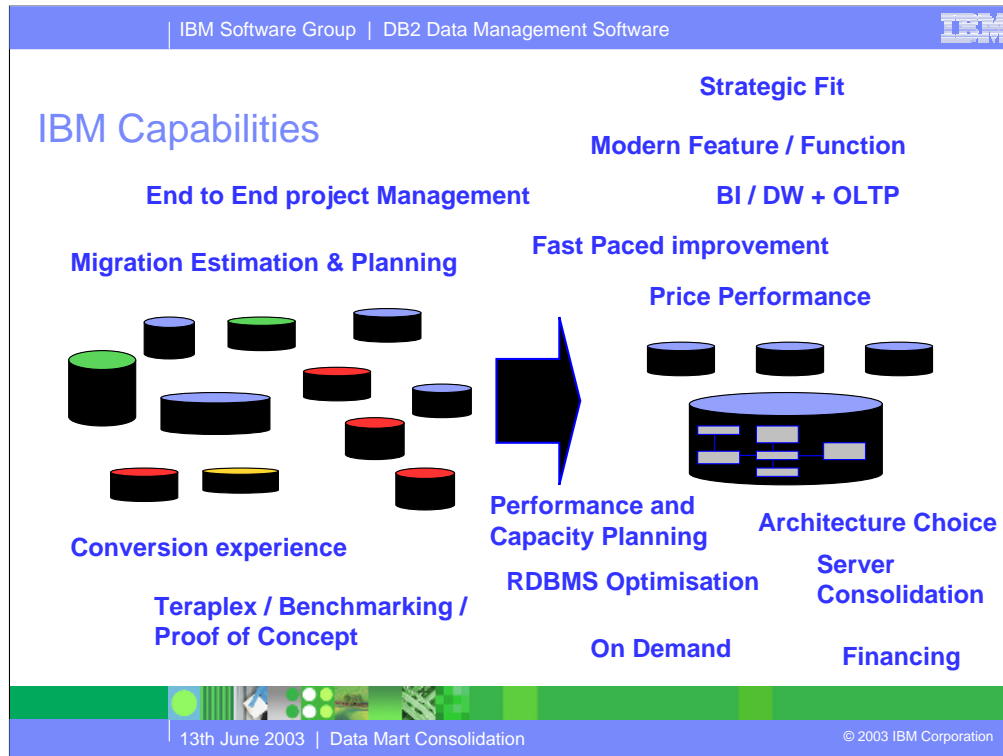 IBM Software Group | DB2 Data Management Software
IBM
Strategic Fit
IBM Capabilities
Modern Feature / Function
End to End project Management
BI / DW + OLTP
Fast Paced improvement
Migration Estimation & Planning
Price Performance
Performance and
Capacity Planning
Architecture Choice
Conversion experience
Server
Consolidation
RDBMS Optimisation
Teraplex / Benchmarking /
Proof of Concept
On Demand
Financing
13th June 2003 | Data Mart Consolidation
© 2003 IBM Corporation